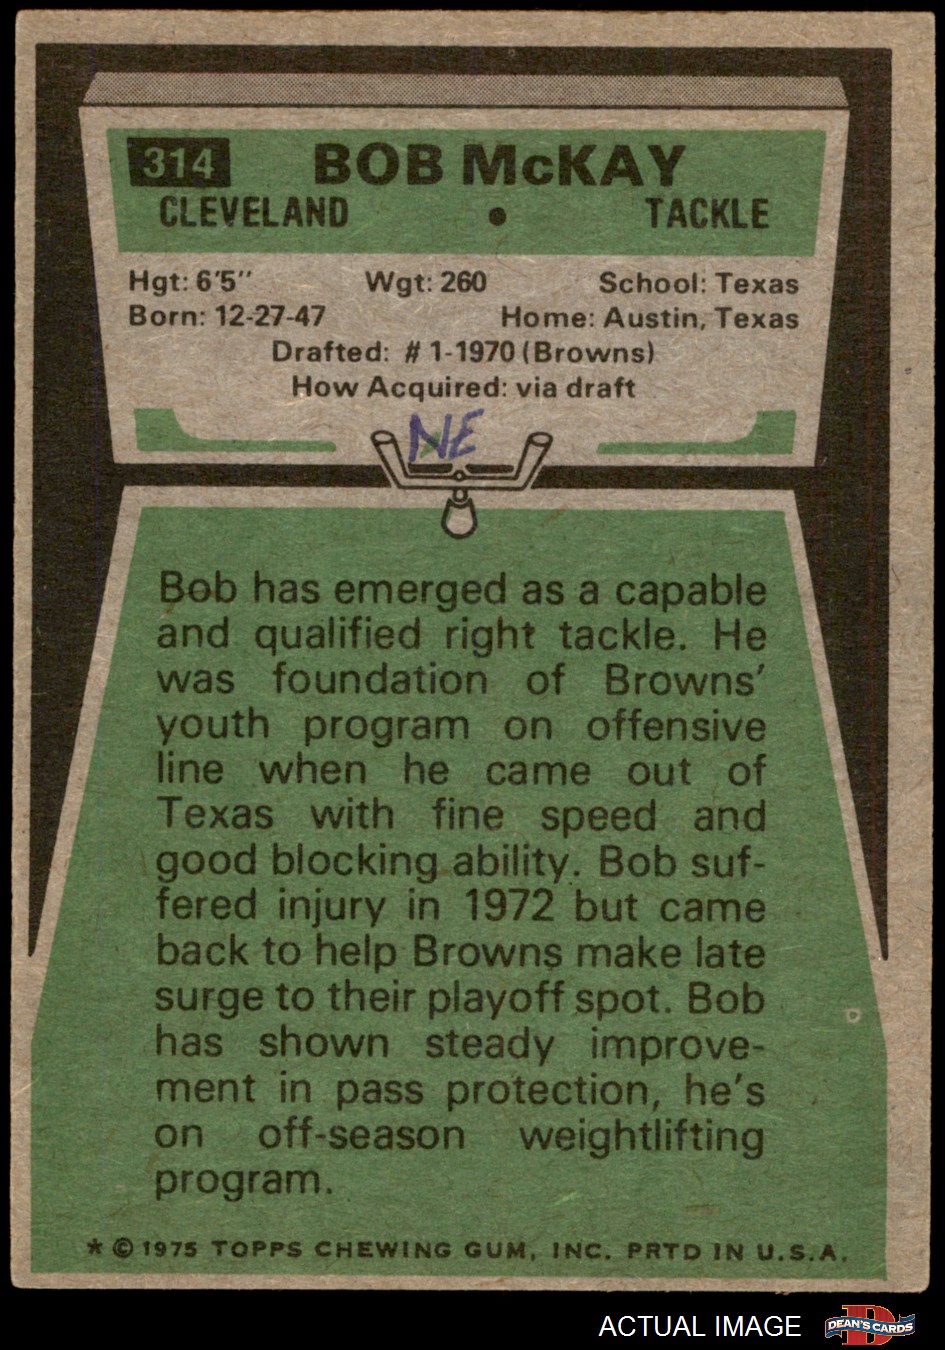 314 BOB McKAY
CLEVELAND • TACKLE
Hgt: 6'5" Wgt: 260 School: Texas
Born: 12-27-47 Home: Austin, Texas
Drafted: # 1-1970 (Browns)
How Acquired: via draft
NE
Bob has emerged as a capable
and qualified right tackle. He
was foundation of Browns'
youth program on offensive
line when he came out of
Texas with fine speed and
good blocking ability. Bob suf-
fered injury in 1972 but came
back to help Browns make late
surge to their playoff spot. Bob
has shown steady improve-
ment in pass protection, he's
on off-season weightlifting
program.
* © 1975 TOPPS CHEWING GUM, INC. PRTD IN U.S.A.
ACTUAL IMAGE D DEAN'S CARDS